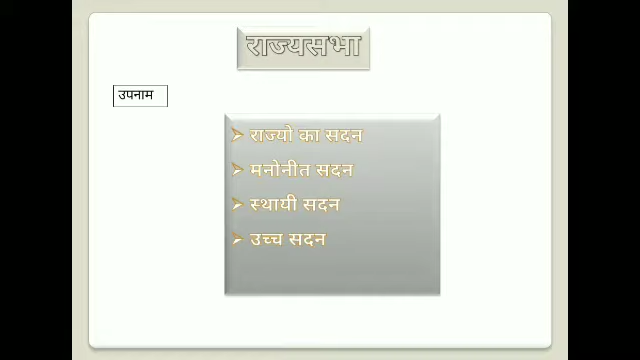 राज्यसभा
उपनाम
राज्यो का सदन
मनोनीत सदन
स्थायी सदन
उच्च सदन